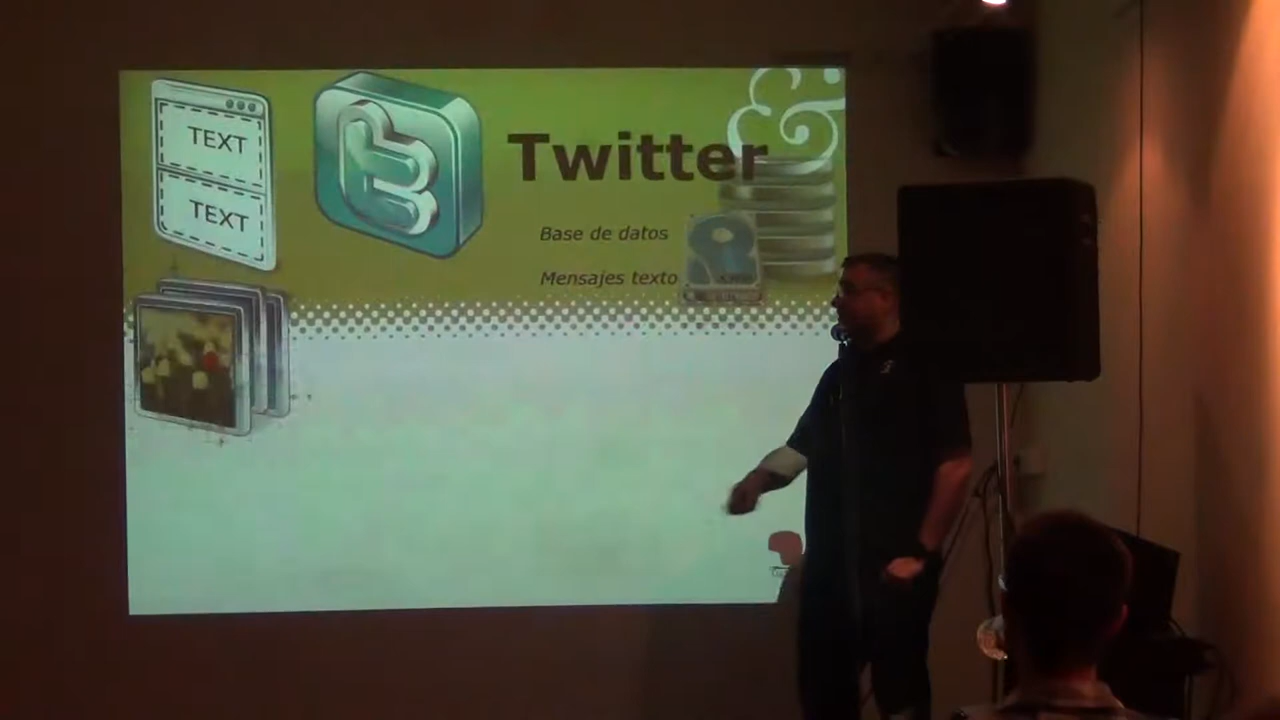 TEXT
TEXT
Twitter
&
Base de datos
Mensajes texto